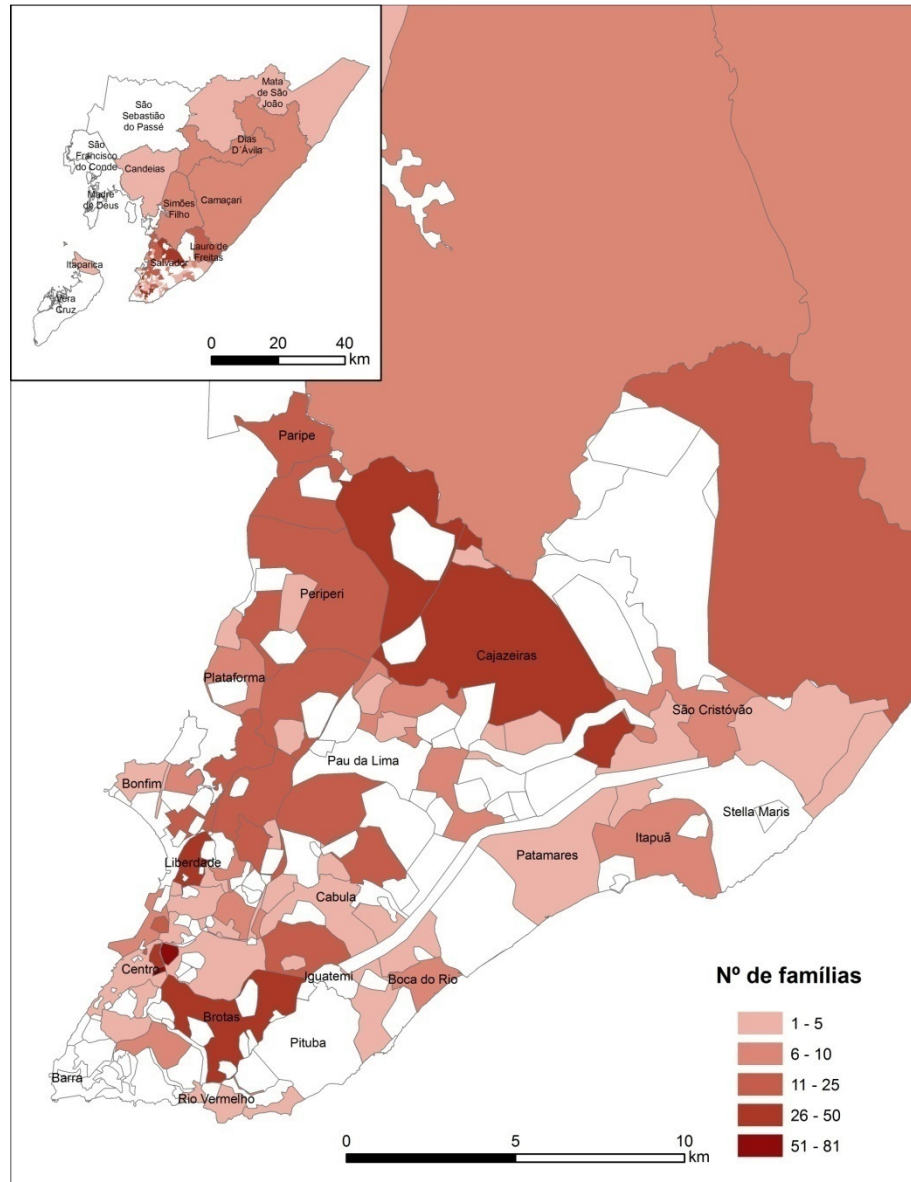 Mata
de São
João
São
Sebastião
do Passé
Dias
D´Ávila
São
Francisco
do Conde
Candeias
Madre
de Deus
Simões
Filho
Camaçari
Lauro de
Freitas
Salvador
Itaparica
Vera
Cruz
0 20 40
km
Paripe
Periperi
Cajazeiras
Plataforma
São Cristóvão
Pau da Lima
Bonfim
Stella Maris
Itapuã
Patamares
Liberdade
Cabula
Centro
Iguatemi
Boca do Rio
Brotas
Pituba
Barra
Rio Vermelho
Nº de famílias
1 - 5
6 - 10
11 - 25
26 - 50
51 - 81
0 5 10
km